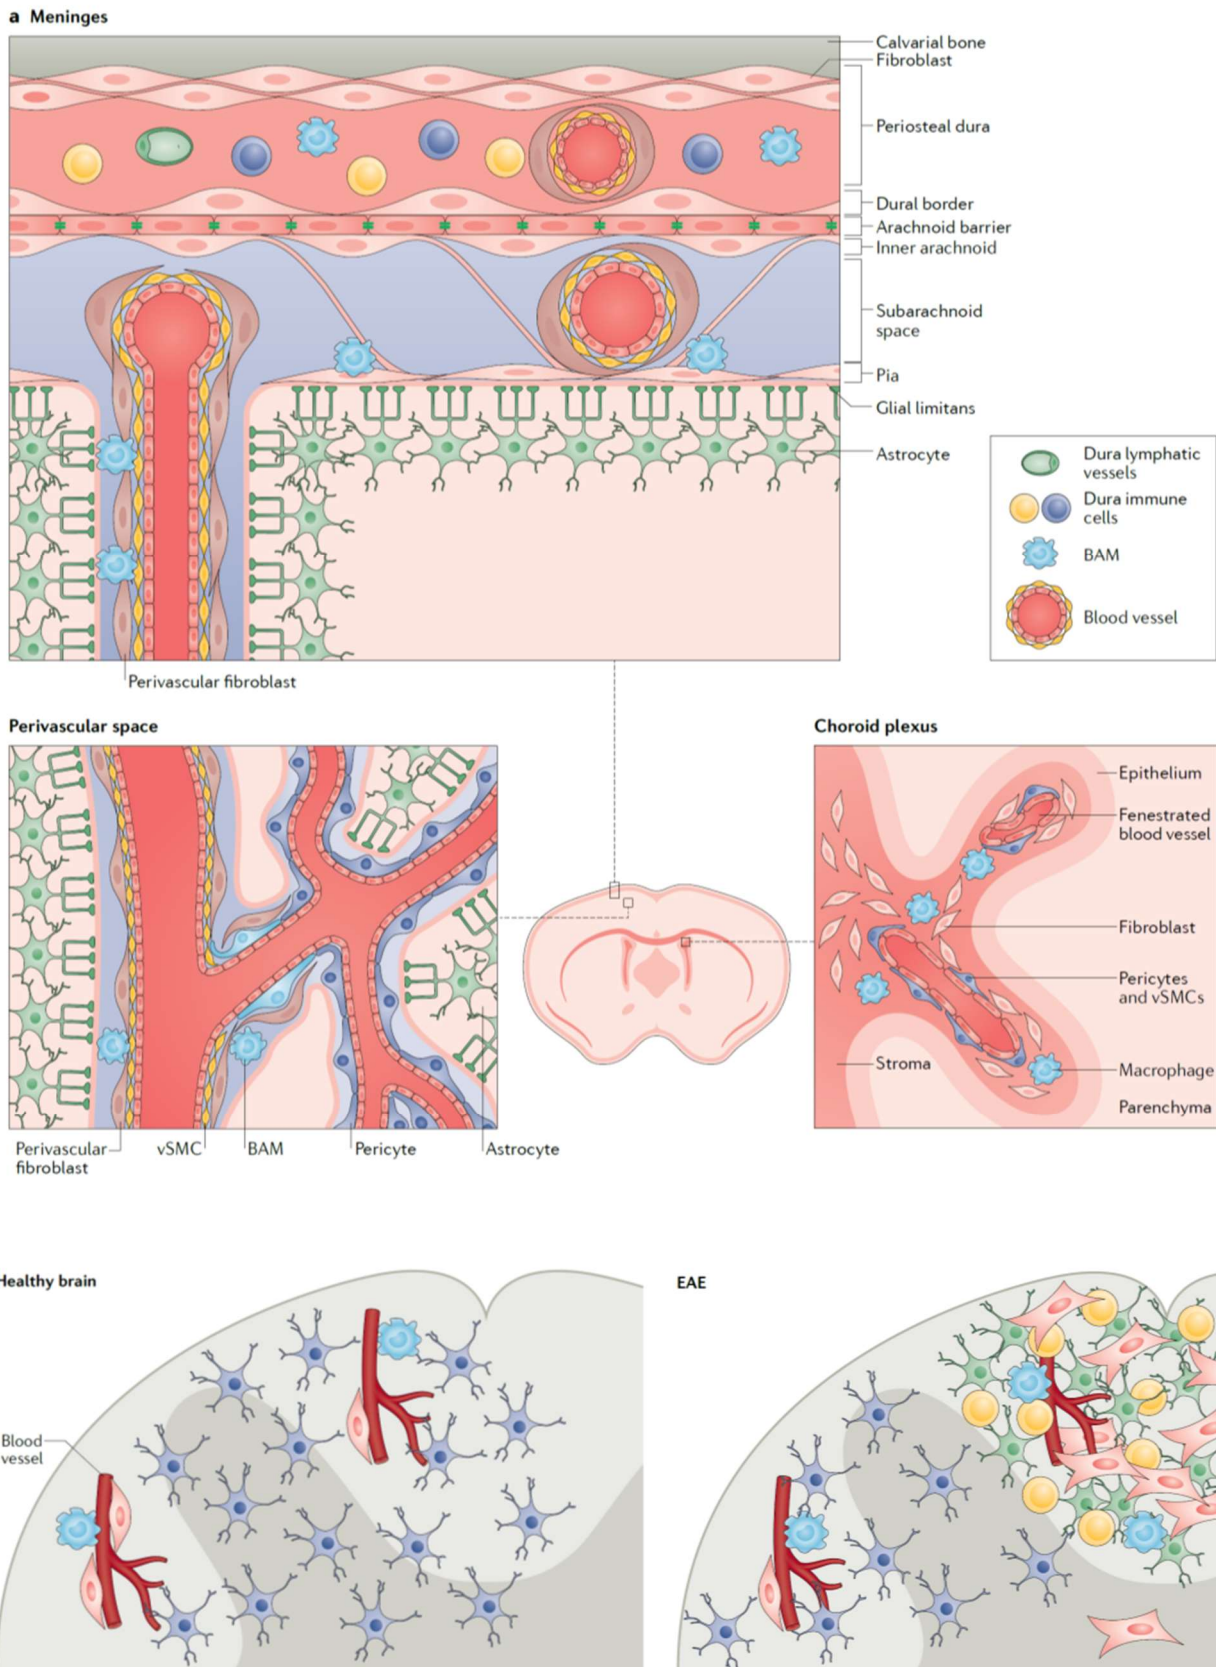 a Meninges
Calvarial bone
Fibroblast
Periosteal dura
Dural border
Arachnoid barrier
Inner arachnoid
Subarachnoid
space
Pia
Glial limitans
Astrocyte
Dura lymphatic
vessels
Dura immune
cells
BAM
Blood vessel
Perivascular fibroblast
Perivascular space
Choroid plexus
Epithelium
Fenestrated
blood vessel
Fibroblast
Pericytes
and vSMCs
Stroma
Macrophage
Parenchyma
Perivascular
fibroblast
vSMC
BAM
Pericyte
Astrocyte
Healthy brain
EAE
Blood
vessel